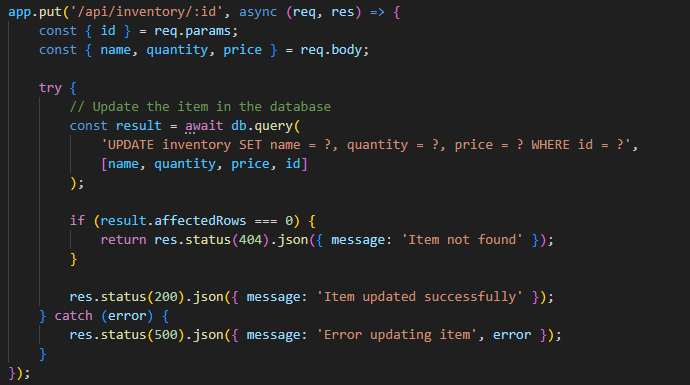 app.put('/api/inventory/:id', async (req, res) => {
    const { id } = req.params;
    const { name, quantity, price } = req.body;

    try {
        // Update the item in the database
        const result = await db.query(
            'UPDATE inventory SET name = ?, quantity = ?, price = ? WHERE id = ?',
            [name, quantity, price, id]
        );

        if (result.affectedRows === 0) {
            return res.status(404).json({ message: 'Item not found' });
        }

        res.status(200).json({ message: 'Item updated successfully' });
    } catch (error) {
        res.status(500).json({ message: 'Error updating item', error });
    }
});